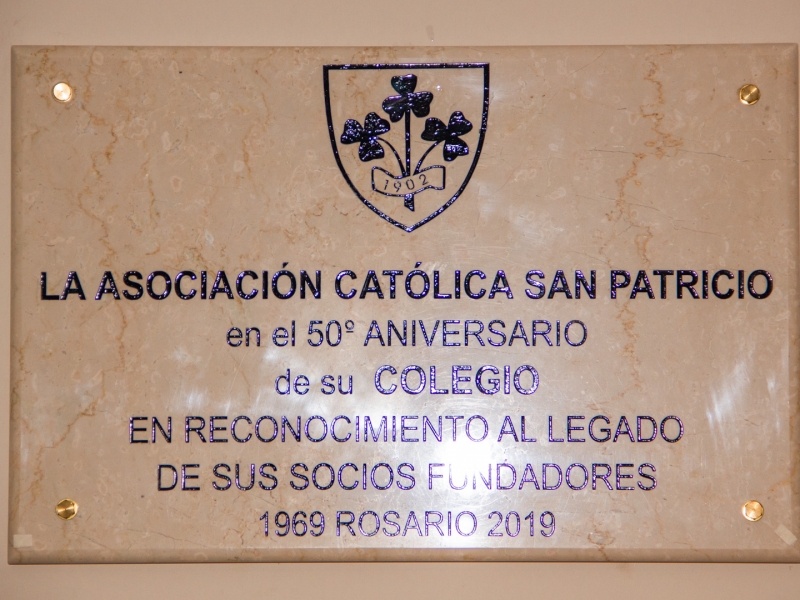 1902
LA ASOCIACIÓN CATÓLICA SAN PATRICIO
en el 50º ANIVERSARIO
de su COLEGIO
EN RECONOCIMIENTO AL LEGADO
DE SUS SOCIOS FUNDADORES
1969 ROSARIO 2019